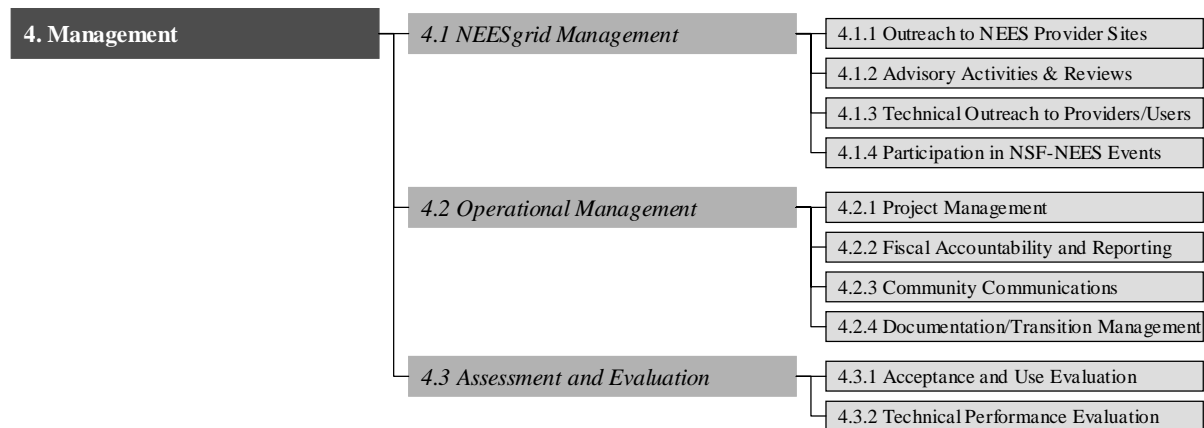 4. Management
4.1 NEESgrid Management
4.1.1 Outreach to NEES Provider Sites
4.1.2 Advisory Activities & Reviews
4.1.3 Technical Outreach to Providers/Users
4.1.4 Participation in NSF-NEES Events
4.2 Operational Management
4.2.1 Project Management
4.2.2 Fiscal Accountability and Reporting
4.2.3 Community Communications
4.2.4 Documentation/Transition Management
4.3 Assessment and Evaluation
4.3.1 Acceptance and Use Evaluation
4.3.2 Technical Performance Evaluation